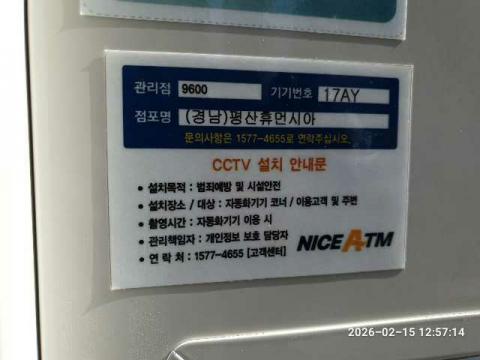 관리점 9600 기기번호 17AY
점포명 (경남)평산휴먼시아
문의사항은 1577-4655로 연락주십시오.
CCTV 설치 안내문
• 설치목적 : 범죄예방 및 시설안전
• 설치장소 / 대상 : 자동화기기 코너 / 이용고객 및 주변
• 촬영시간 : 자동화기기 이용 시
• 관리책임자 : 개인정보 보호 담당자
• 연 락 처 : 1577-4655 [고객센터]
NICE ATM
2026-02-15 12:57:14